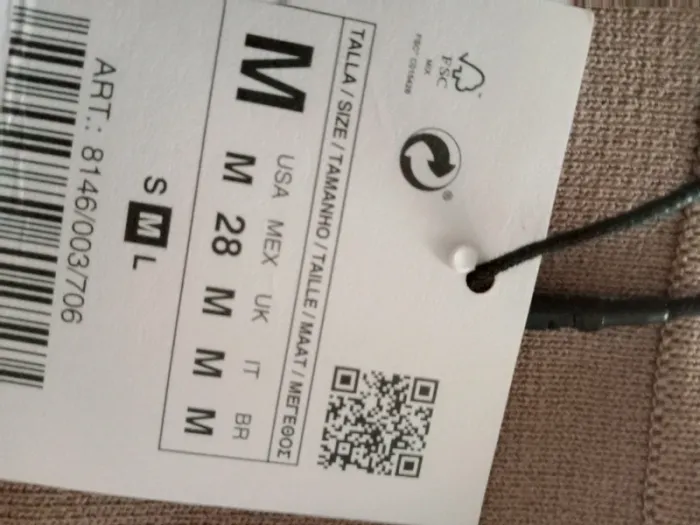 FSC
MIX
TALLA / SIZE / TAMANHO / TAILLE / MAAT / ΜΕΓΕΘΟΣ
M
USA MEX UK IT BR
M 28 M M M
S M L
ART.: 8146/003/706